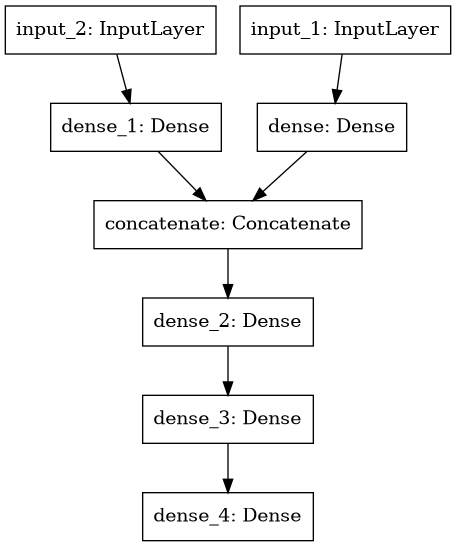 input_2: InputLayer
input_1: InputLayer
dense_1: Dense
dense: Dense
concatenate: Concatenate
dense_2: Dense
dense_3: Dense
dense_4: Dense